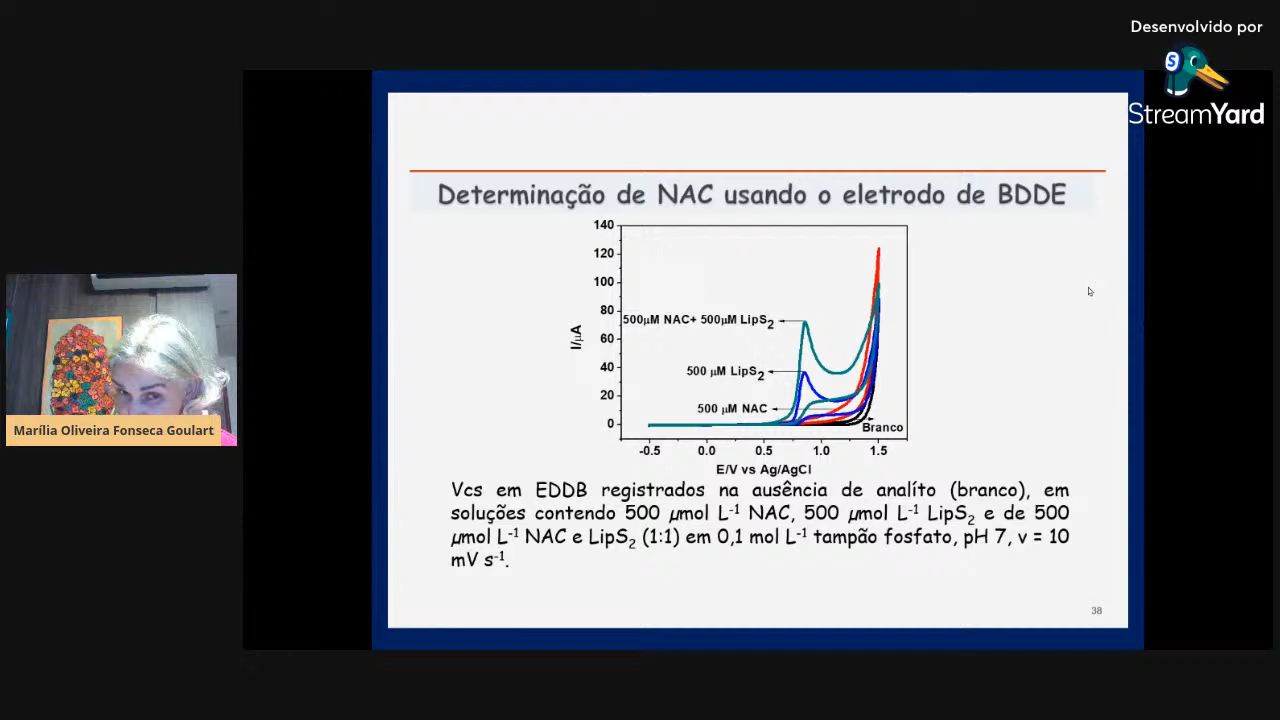 Desenvolvido por
S
StreamYard
Determinação de NAC usando o eletrodo de BDDE
140
120
100
80
60
40
20
0
I/µA
500µM NAC+ 500µM LipS2
500 µM LipS2
500 µM NAC
Branco
-0.5 0.0 0.5 1.0 1.5
E/V vs Ag/AgCl
Vcs em EDDB registrados na ausência de analíto (branco), em
soluções contendo 500 µmol L-1 NAC, 500 µmol L-1 LipS2 e de 500
µmol L-1 NAC e LipS2 (1:1) em 0,1 mol L-1 tampão fosfato, pH 7, v = 10
mV s-1.
38
Marília Oliveira Fonseca Goulart